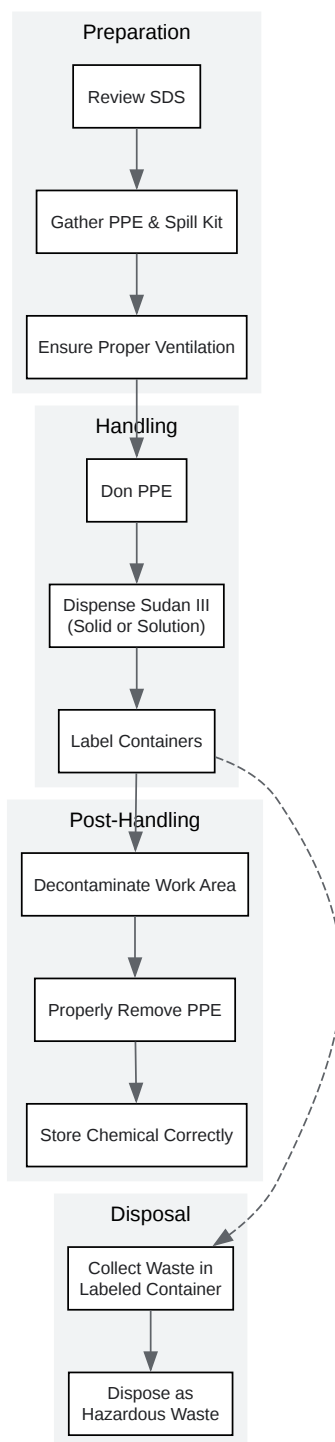 Preparation
Review SDS
Gather PPE & Spill Kit
Ensure Proper Ventilation
Handling
Don PPE
Dispense Sudan III
(Solid or Solution)
Label Containers
Post-Handling
Decontaminate Work Area
Properly Remove PPE
Store Chemical Correctly
Disposal
Collect Waste in
Labeled Container
Dispose as
Hazardous Waste